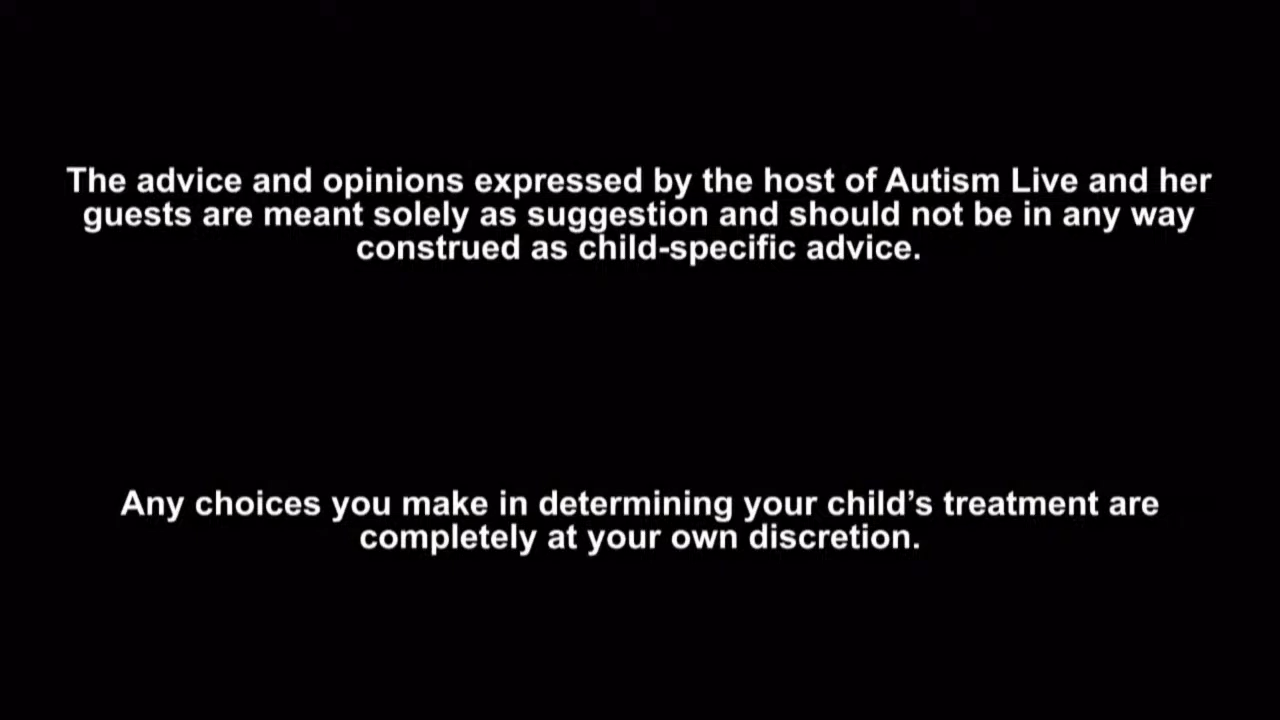 The advice and opinions expressed by the host of Autism Live and her
guests are meant solely as suggestion and should not be in any way
construed as child-specific advice.
Any choices you make in determining your child’s treatment are
completely at your own discretion.